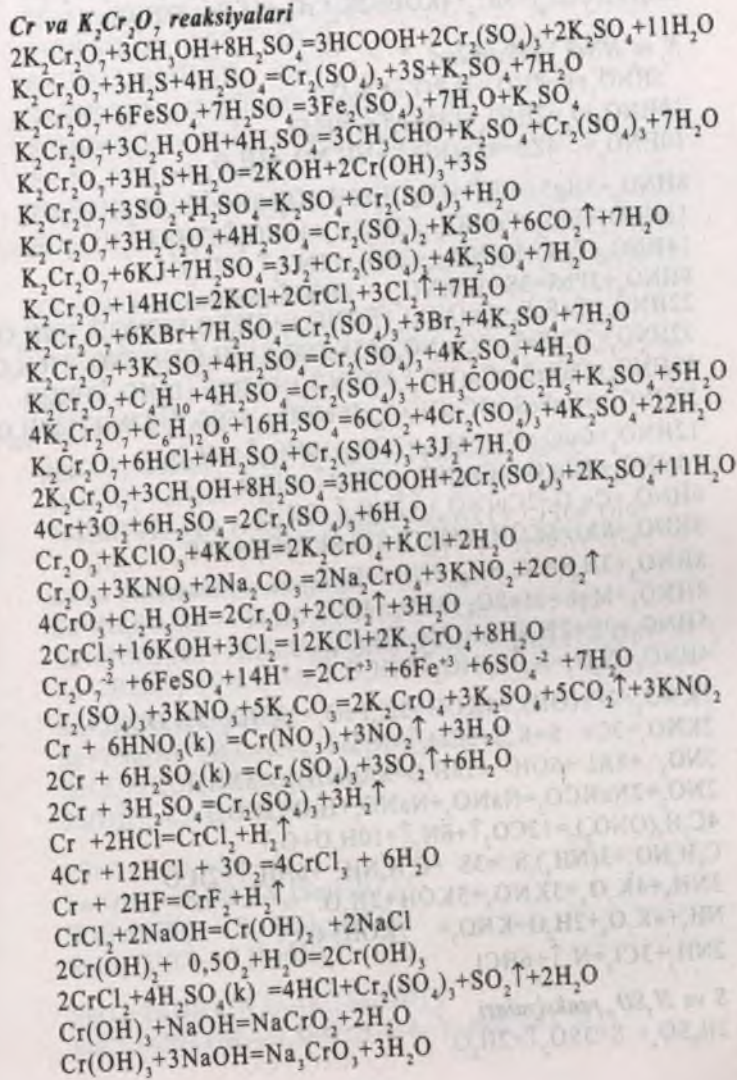 Cr va K₂Cr₂O₇ reaksiyalari
2K₂Cr₂O₇+3CH₃OH+8H₂SO₄=3HCOOH+2Cr₂(SO₄)₃+2K₂SO₄+11H₂O
K₂Cr₂O₇+3H₂S+4H₂SO₄=Cr₂(SO₄)₃+3S+K₂SO₄+7H₂O
K₂Cr₂O₇+6FeSO₄+7H₂SO₄=3Fe₂(SO₄)₃+7H₂O+K₂SO₄
K₂Cr₂O₇+3C₂H₅OH+4H₂SO₄=3CH₃CHO+K₂SO₄+Cr₂(SO₄)₃+7H₂O
K₂Cr₂O₇+3H₂S+H₂O=2KOH+2Cr(OH)₃+3S
K₂Cr₂O₇+3SO₂+H₂SO₄=K₂SO₄+Cr₂(SO₄)₃+H₂O
K₂Cr₂O₇+3H₂C₂O₄+4H₂SO₄=Cr₂(SO₄)₃+K₂SO₄+6CO₂↑+7H₂O
K₂Cr₂O₇+6KJ+7H₂SO₄=3J₂+Cr₂(SO₄)₃+4K₂SO₄+7H₂O
K₂Cr₂O₇+14HCl=2KCl+2CrCl₃+3Cl₂↑+7H₂O
K₂Cr₂O₇+6KBr+7H₂SO₄=Cr₂(SO₄)₃+3Br₂+4K₂SO₄+7H₂O
K₂Cr₂O₇+3K₂SO₃+4H₂SO₄=Cr₂(SO₄)₃+4K₂SO₄+4H₂O
K₂Cr₂O₇+C₄H₁₀+4H₂SO₄=Cr₂(SO₄)₃+CH₃COOC₂H₅+K₂SO₄+5H₂O
4K₂Cr₂O₇+C₆H₁₂O₆+16H₂SO₄=6CO₂+4Cr₂(SO₄)₃+4K₂SO₄+22H₂O
K₂Cr₂O₇+6HCl+4H₂SO₄+Cr₂(SO4)₃+3J₂+7H₂O
2K₂Cr₂O₇+3CH₃OH+8H₂SO₄=3HCOOH+2Cr₂(SO₄)₃+2K₂SO₄+11H₂O
4Cr+3O₂+6H₂SO₄=2Cr₂(SO₄)₃+6H₂O
Cr₂O₃+KClO₃+4KOH=2K₂CrO₄+KCl+2H₂O
Cr₂O₃+3KNO₃+2Na₂CO₃=2Na₂CrO₄+3KNO₂+2CO₂↑
4CrO₃+C₂H₅OH=2Cr₂O₃+2CO₂↑+3H₂O
2CrCl₃+16KOH+3Cl₂=12KCl+2K₂CrO₄+8H₂O
Cr₂O₇⁻²+6FeSO₄+14H⁺ =2Cr⁺³ +6Fe⁺³ +6SO₄⁻² +7H₂O
Cr₂(SO₄)₃+3KNO₃+5K₂CO₃=2K₂CrO₄+3K₂SO₄+5CO₂↑+3KNO₂
Cr + 6HNO₃(k) =Cr(NO₃)₃+3NO₂↑ +3H₂O
2Cr + 6H₂SO₄(k) =Cr₂(SO₄)₃+3SO₂↑+6H₂O
2Cr + 3H₂SO₄=Cr₂(SO₄)₃+3H₂↑
Cr +2HCl=CrCl₂+H₂↑
4Cr +12HCl + 3O₂=4CrCl₃ + 6H₂O
Cr + 2HF=CrF₂+H₂↑
CrCl₂+2NaOH=Cr(OH)₂ +2NaCl
2Cr(OH)₂+ 0,5O₂+H₂O=2Cr(OH)₃
2CrCl₂+4H₂SO₄(k) =4HCl+Cr₂(SO₄)₃+SO₂↑+2H₂O
Cr(OH)₃+NaOH=NaCrO₂+2H₂O
Cr(OH)₃+3NaOH=Na₃CrO₃+3H₂O